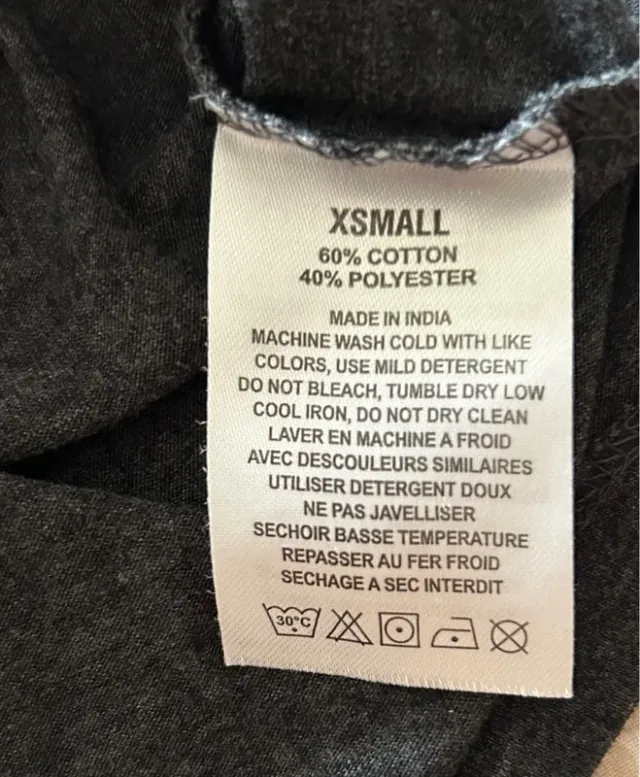 XSMALL
60% COTTON
40% POLYESTER
MADE IN INDIA
MACHINE WASH COLD WITH LIKE
COLORS, USE MILD DETERGENT
DO NOT BLEACH, TUMBLE DRY LOW
COOL IRON, DO NOT DRY CLEAN
LAVER EN MACHINE A FROID
AVEC DESCOULEURS SIMILAIRES
UTILISER DETERGENT DOUX
NE PAS JAVELLISER
SECHOIR BASSE TEMPERATURE
REPASSER AU FER FROID
SECHAGE A SEC INTERDIT
30°C